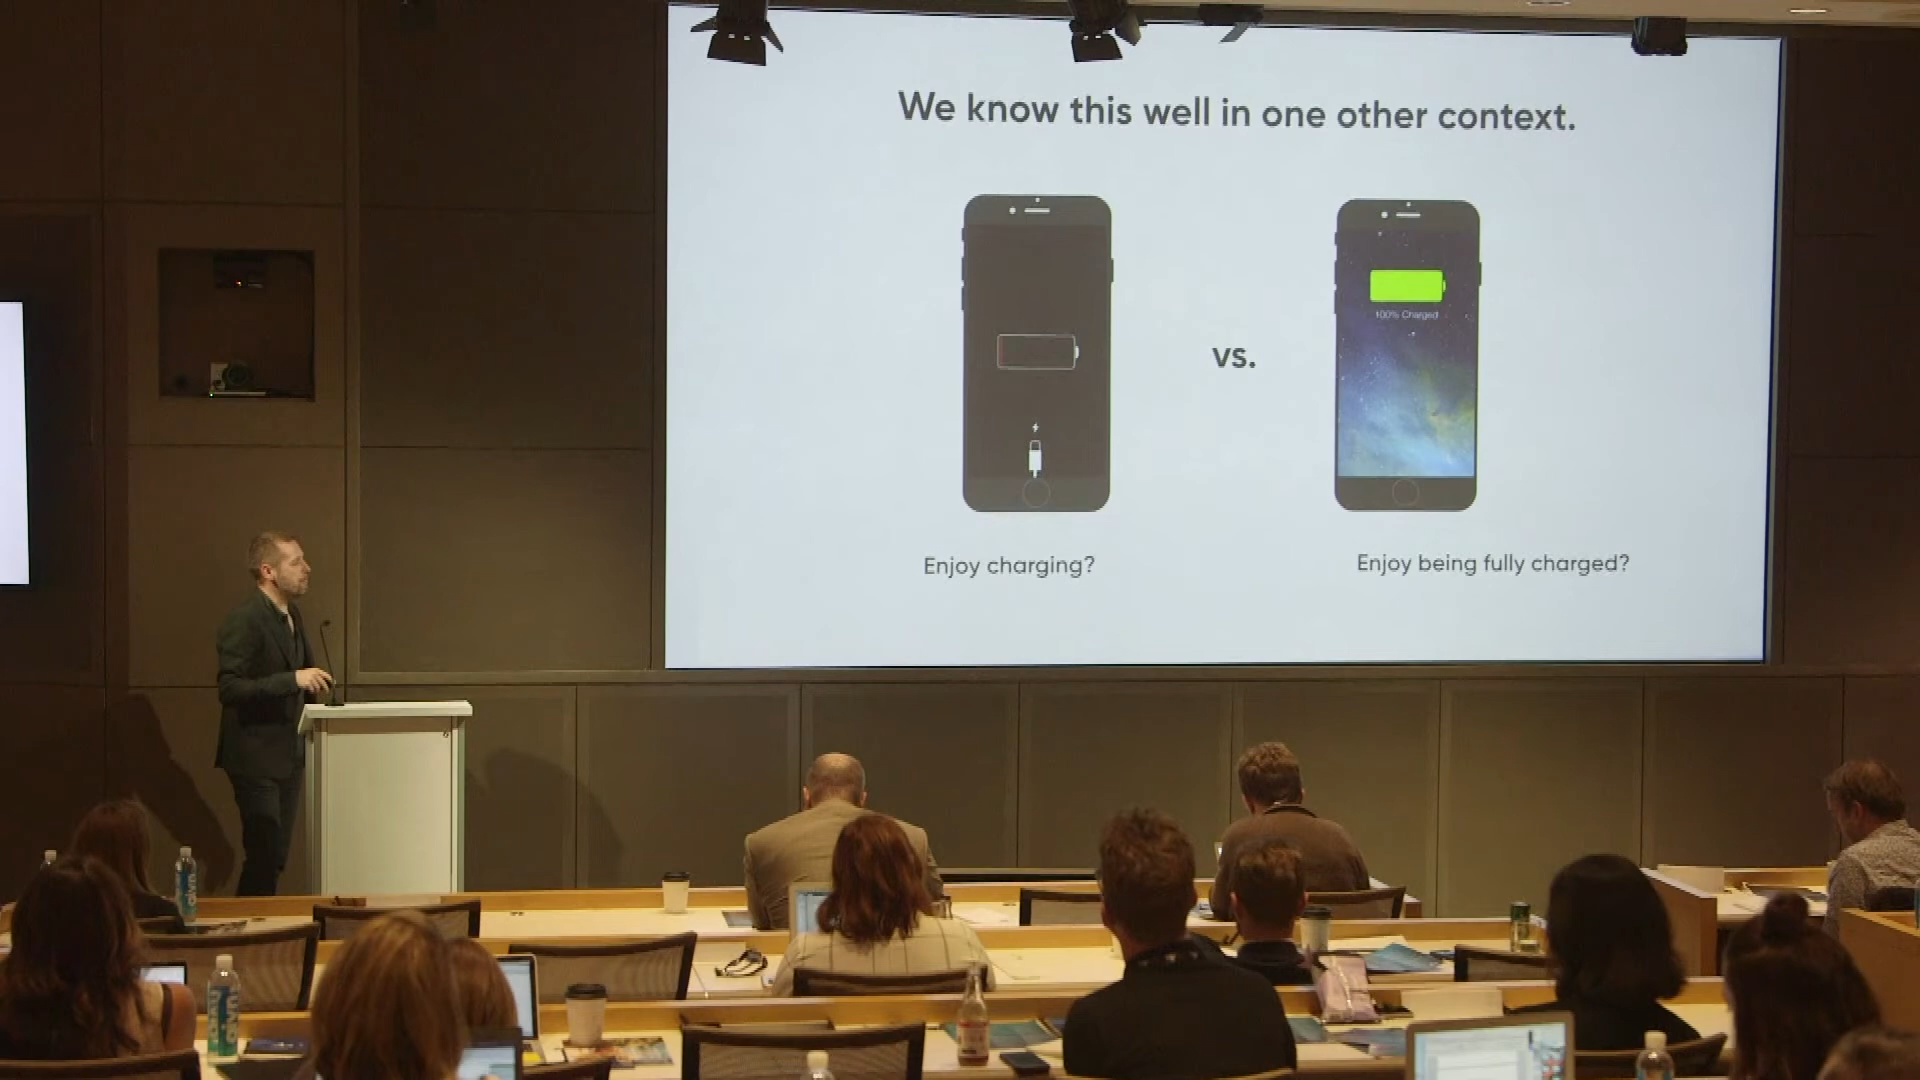 We know this well in one other context.
100% Charged
vs.
Enjoy charging?
Enjoy being fully charged?